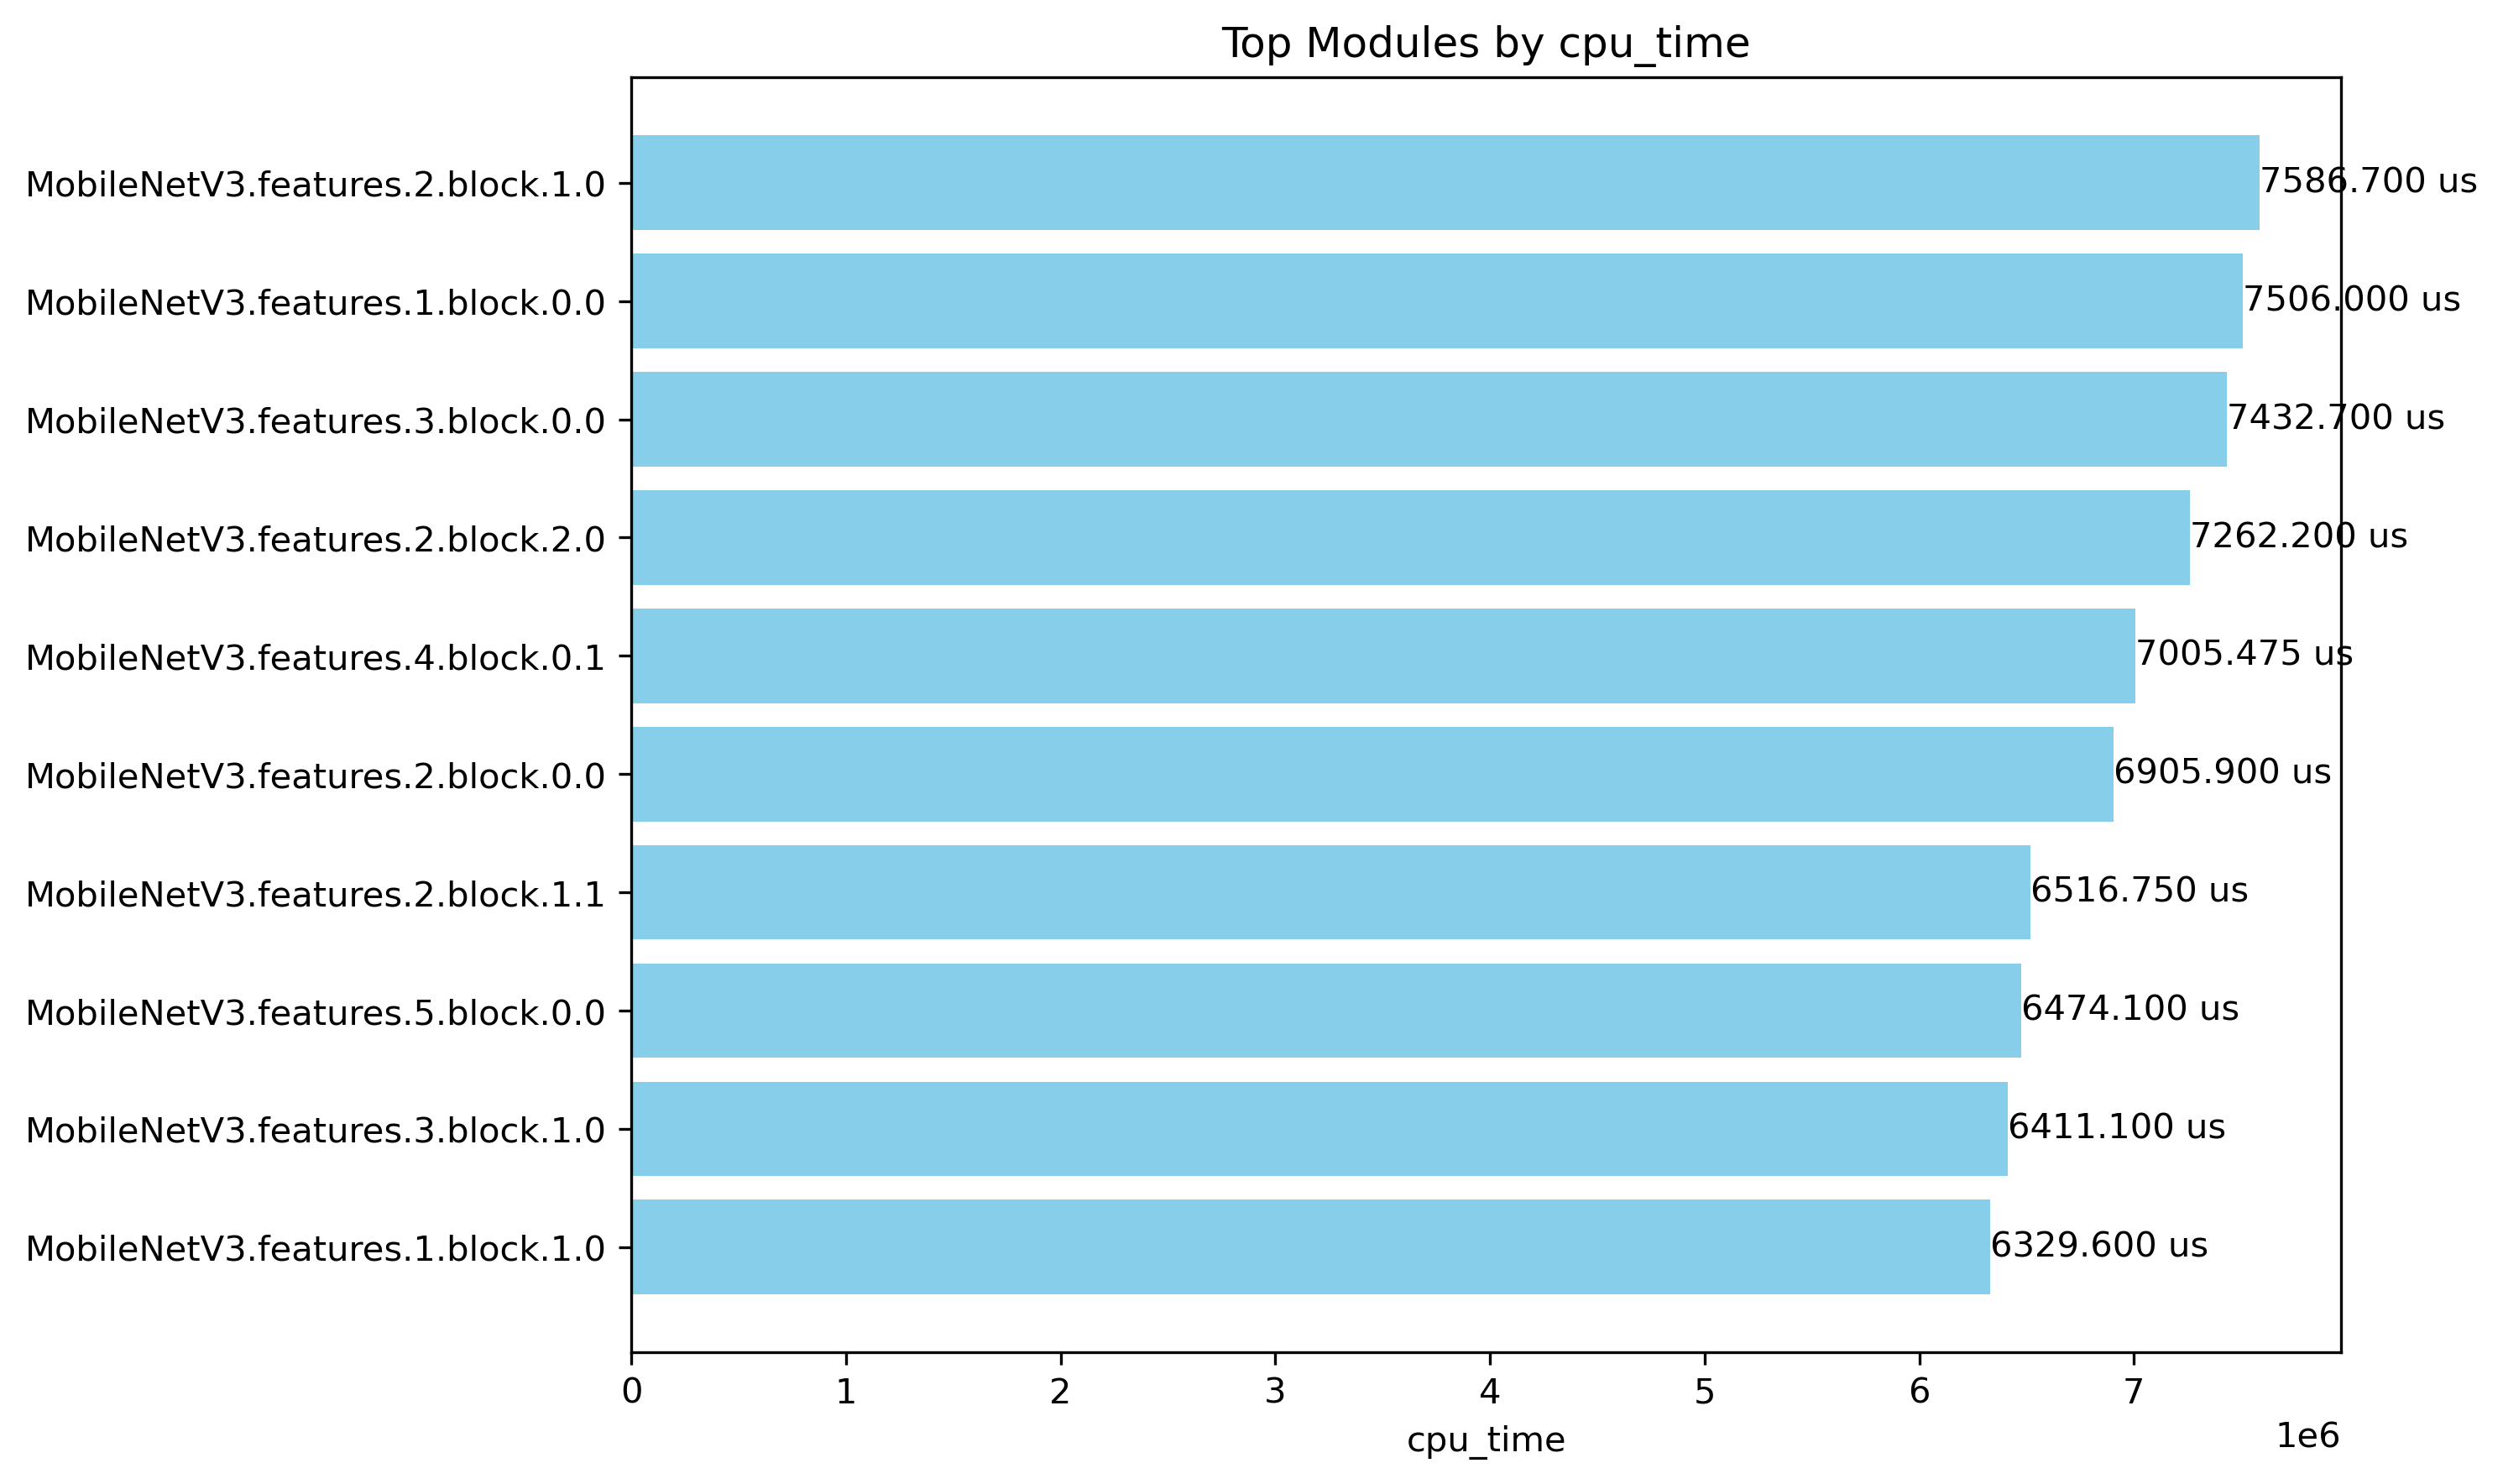 Top Modules by cpu_time
MobileNetV3.features.2.block.1.0 7586.700 us
MobileNetV3.features.1.block.0.0 7506.000 us
MobileNetV3.features.3.block.0.0 7432.700 us
MobileNetV3.features.2.block.2.0 7262.200 us
MobileNetV3.features.4.block.0.1 7005.475 us
MobileNetV3.features.2.block.0.0 6905.900 us
MobileNetV3.features.2.block.1.1 6516.750 us
MobileNetV3.features.5.block.0.0 6474.100 us
MobileNetV3.features.3.block.1.0 6411.100 us
MobileNetV3.features.1.block.1.0 6329.600 us
0 1 2 3 4 5 6 7
cpu_time 1e6